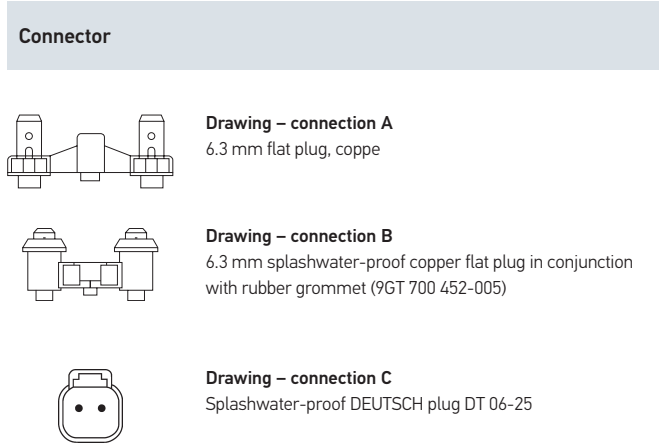 Connector
Drawing – connection A
6.3 mm flat plug, coppe
Drawing – connection B
6.3 mm splashwater-proof copper flat plug in conjunction
with rubber grommet (9GT 700 452-005)
Drawing – connection C
Splashwater-proof DEUTSCH plug DT 06-25